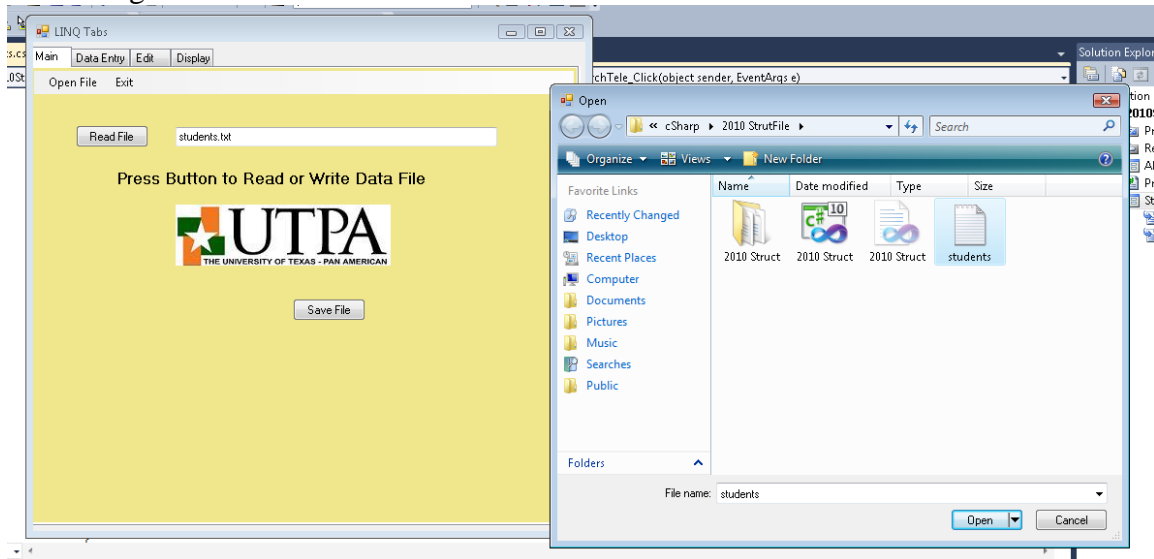 LINQ Tabs
Main Data Entry Edit Display
Open File Exit
Read File students.txt
Press Button to Read or Write Data File
UTPA
THE UNIVERSITY OF TEXAS - PAN AMERICAN
Save File
_Click(object sender, EventArgs e)
Solution Explor
Open
« cSharp ▸ 2010 StrutFile ▸ Search
Organize Views New Folder
Favorite Links
Recently Changed
Desktop
Recent Places
Computer
Documents
Pictures
Music
Searches
Public
Folders
Name Date modified Type Size
10
C#
2010 Struct 2010 Struct 2010 Struct students
File name: students
Open Cancel